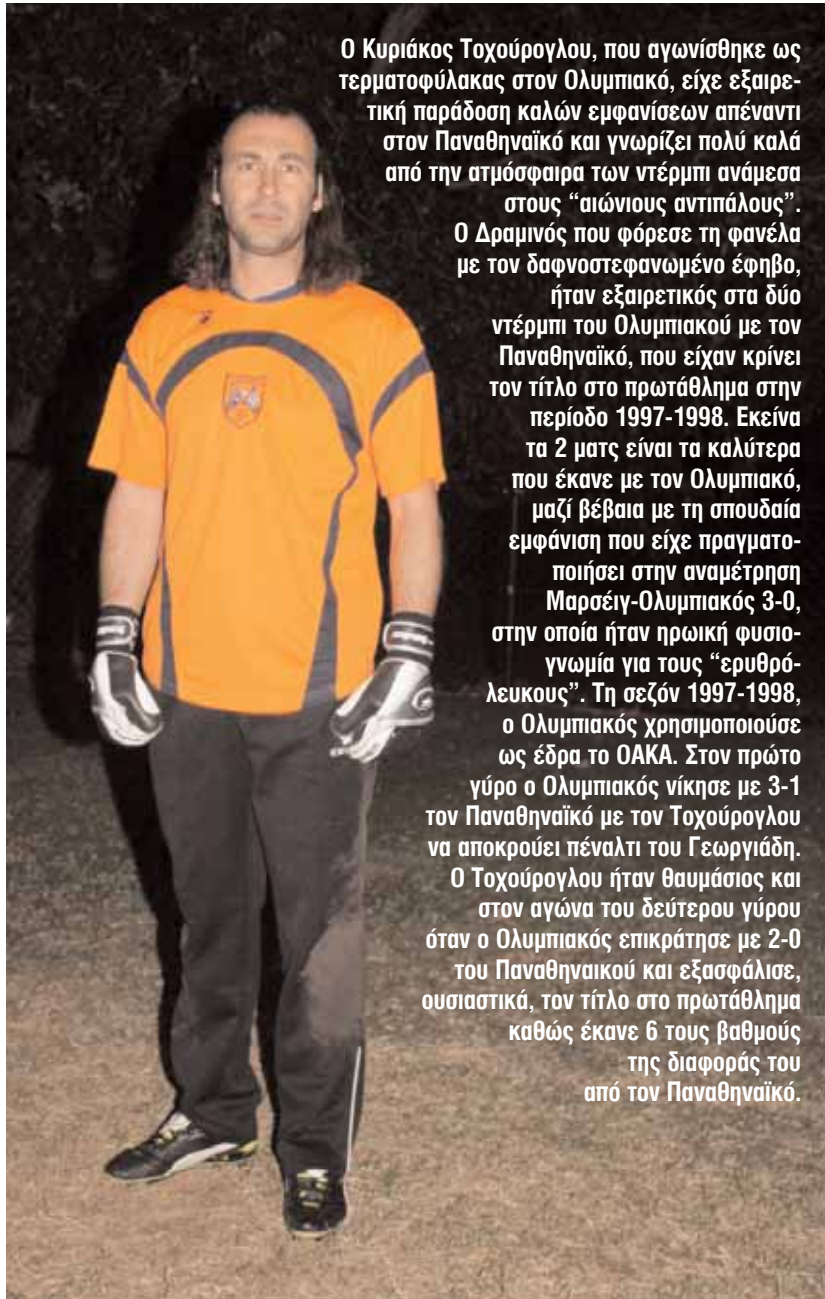 Ο Κυριάκος Τοχούρογλου, που αγωνίσθηκε ως
τερματοφύλακας στον Ολυμπιακό, είχε εξαιρε-
τική παράδοση καλών εμφανίσεων απέναντι
στον Παναθηναϊκό και γνωρίζει πολύ καλά
από την ατμόσφαιρα των ντέρμπι ανάμεσα
στους “αιώνιους αντιπάλους”.
Ο Δραμινός που φόρεσε τη φανέλα
με τον δαφνοστεφανωμένο έφηβο,
ήταν εξαιρετικός στα δύο
ντέρμπι του Ολυμπιακού με τον
Παναθηναϊκό, που είχαν κρίνει
τον τίτλο στο πρωτάθλημα στην
περίοδο 1997-1998. Εκείνα
τα 2 ματς είναι τα καλύτερα
που έκανε με τον Ολυμπιακό,
μαζί βέβαια με τη σπουδαία
εμφάνιση που είχε πραγματο-
ποιήσει στην αναμέτρηση
Μαρσέιγ-Ολυμπιακός 3-0,
στην οποία ήταν ηρωική φυσιο-
γνωμία για τους “ερυθρό-
λευκους”. Τη σεζόν 1997-1998,
ο Ολυμπιακός χρησιμοποιούσε
ως έδρα το ΟΑΚΑ. Στον πρώτο
γύρο ο Ολυμπιακός νίκησε με 3-1
τον Παναθηναϊκό με τον Τοχούρογλου
να αποκρούει πέναλτι του Γεωργιάδη.
Ο Τοχούρογλου ήταν θαυμάσιος και
στον αγώνα του δεύτερου γύρου
όταν ο Ολυμπιακός επικράτησε με 2-0
του Παναθηναικού και εξασφάλισε,
ουσιαστικά, τον τίτλο στο πρωτάθλημα
καθώς έκανε 6 τους βαθμούς
της διαφοράς του
από τον Παναθηναϊκό.